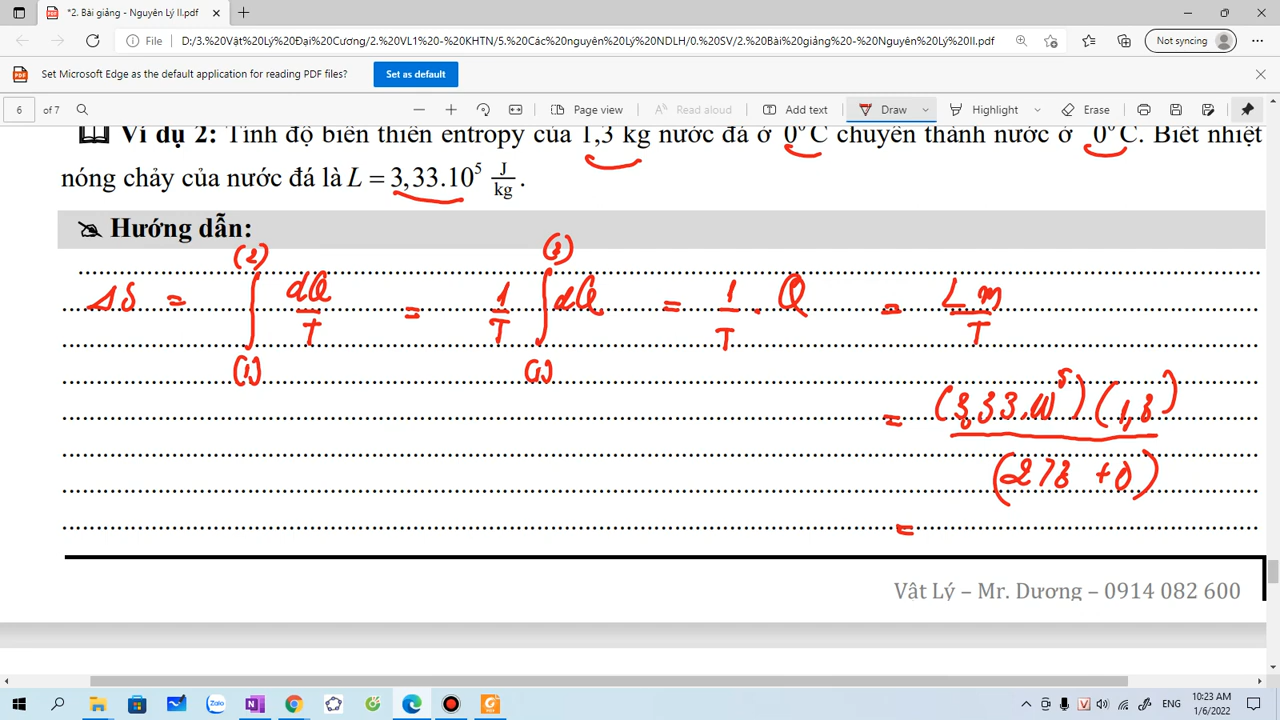 *2. Bài giảng - Nguyên Lý II.pdf
File D:/3.%20Vật%20Lý%20Đại%20Cương/2.%20VL1%20-%20KHTN/5.%20Các%20nguyên%20Lý%20NDLH/0.%20SV/2.%20Bài%20giảng%20-%20Nguyên%20Lý%20II.pdf Not syncing
Set Microsoft Edge as the default application for reading PDF files? Set as default
6 of 7 Page view Read aloud Add text Draw Highlight Erase
Ví dụ 2: Tính độ biến thiên entropy của 1,3 kg nước đá ở 0°C chuyển thành nước ở 0°C. Biết nhiệt
nóng chảy của nước đá là L = 3,33.10⁵ J/kg.
Hướng dẫn:
ΔS = ∫(1)(2) dQ/T = 1/T ∫(1)(2) dQ = 1/T . Q = Lm/T
= (3,33.10⁵)(1,3)/(273 + 0)
=
Vật Lý – Mr. Dương – 0914 082 600
Zalo
ENG
10:23 AM
1/6/2022